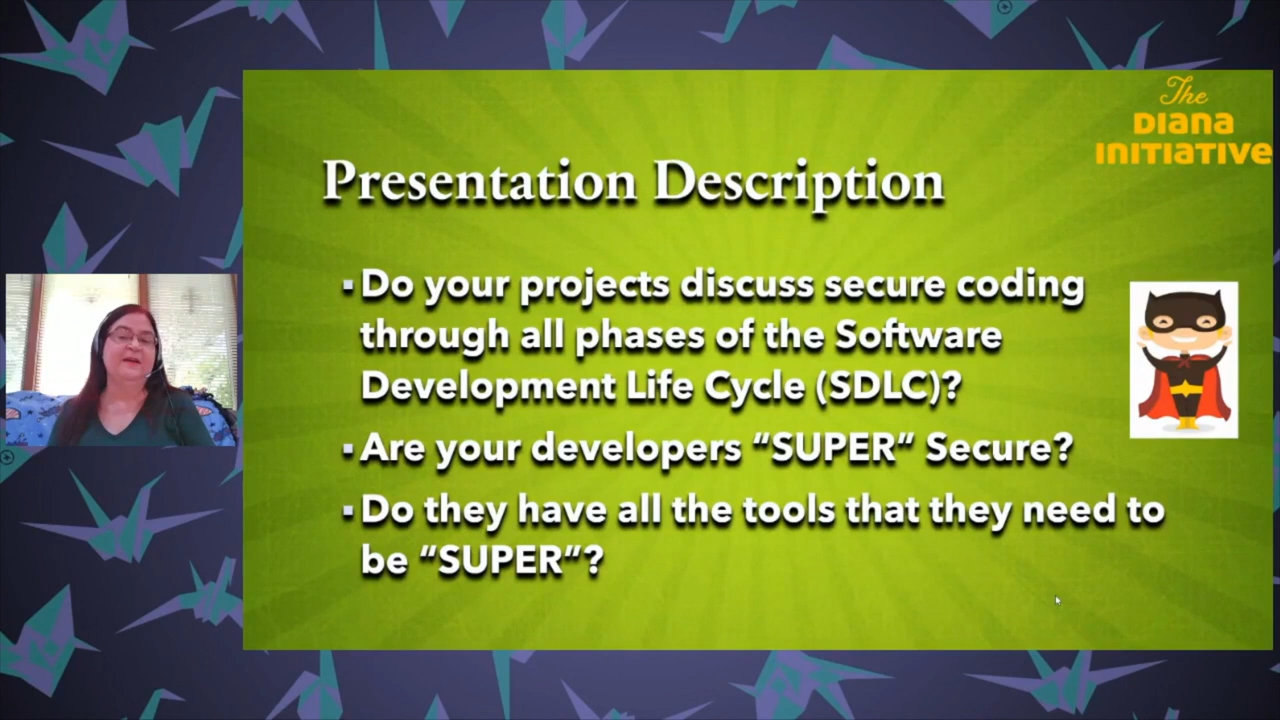 The
DIANA
INITIATIVE
Presentation Description
▪Do your projects discuss secure coding
through all phases of the Software
Development Life Cycle (SDLC)?
▪Are your developers “SUPER” Secure?
▪Do they have all the tools that they need to
be “SUPER”?